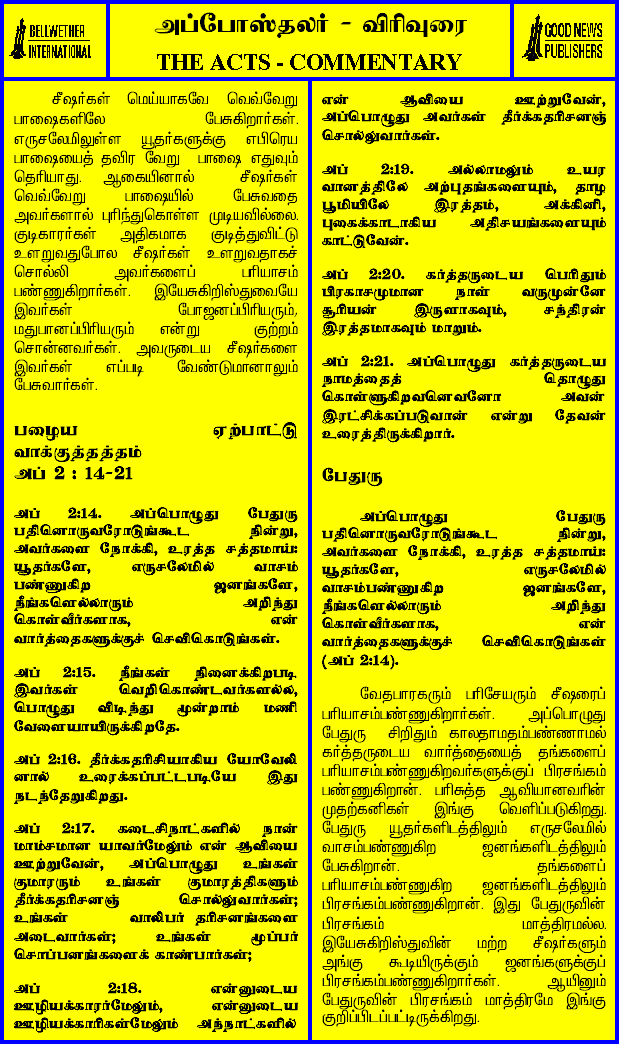 BELLWETHER
INTERNATIONAL
அப்போஸ்தலர் - விரிவுரை
THE ACTS - COMMENTARY
GOOD NEWS
PUBLISHERS
சீஷர்கள் மெய்யாகவே வெவ்வேறு
பாஷைகளிலே பேசுகிறார்கள்.
எருசலேமிலுள்ள யூதர்களுக்கு எபிரெய
பாஷையைத் தவிர வேறு பாஷை எதுவும்
தெரியாது. ஆகையினால் சீஷர்கள்
வெவ்வேறு பாஷையில் பேசுவதை
அவர்களால் புரிந்துகொள்ள முடியவில்லை.
குடிகாரர்கள் அதிகமாக குடித்துவிட்டு
உளறுவதுபோல சீஷர்கள் உளறுவதாகச்
சொல்லி அவர்களைப் பரியாசம்
பண்ணுகிறார்கள். இயேசுகிறிஸ்துவையே
இவர்கள் போஜனப்பிரியரும்,
மதுபானப்பிரியரும் என்று குற்றம்
சொன்னவர்கள். அவருடைய சீஷர்களை
இவர்கள் எப்படி வேண்டுமானாலும்
பேசுவார்கள்.
பழைய ஏற்பாட்டு
வாக்குத்தத்தம்
அப் 2 : 14-21
அப் 2:14. அப்பொழுது பேதுரு
பதினொருவரோடுங்கூட நின்று,
அவர்களை நோக்கி, உரத்த சத்தமாய்:
யூதர்களே, எருசலேமில் வாசம்
பண்ணுகிற ஜனங்களே,
நீங்களெல்லாரும் அறிந்து
கொள்வீர்களாக, என்
வார்த்தைகளுக்குச் செவிகொடுங்கள்.
அப் 2:15. நீங்கள் நினைக்கிறபடி
இவர்கள் வெறிகொண்டவர்களல்ல,
பொழுது விடிந்து மூன்றாம் மணி
வேளையாயிருக்கிறதே.
அப் 2:16. தீர்க்கதரிசியாகிய யோவேலி
னால் உரைக்கப்பட்டபடியே இது
நடந்தேறுகிறது.
அப் 2:17. கடைசிநாட்களில் நான்
மாம்சமான யாவர்மேலும் என் ஆவியை
ஊற்றுவேன், அப்பொழுது உங்கள்
குமாரரும் உங்கள் குமாரத்திகளும்
தீர்க்கதரிசனஞ் சொல்லுவார்கள்;
உங்கள் வாலிபர் தரிசனங்களை
அடைவார்கள்; உங்கள் மூப்பர்
சொப்பனங்களைக் காண்பார்கள்;
அப் 2:18. என்னுடைய
ஊழியக்காரர்மேலும், என்னுடைய
ஊழியக்காரிகள்மேலும் அந்நாட்களில்
என் ஆவியை ஊற்றுவேன்,
அப்பொழுது அவர்கள் தீர்க்கதரிசனஞ்
சொல்லுவார்கள்.
அப் 2:19. அல்லாமலும் உயர
வானத்திலே அற்புதங்களையும், தாழ
பூமியிலே இரத்தம், அக்கினி,
புகைக்காடாகிய அதிசயங்களையும்
காட்டுவேன்.
அப் 2:20. கர்த்தருடைய பெரிதும்
பிரகாசமுமான நாள் வருமுன்னே
சூரியன் இருளாகவும், சந்திரன்
இரத்தமாகவும் மாறும்.
அப் 2:21. அப்பொழுது கர்த்தருடைய
நாமத்தைத் தொழுது
கொள்ளுகிறவனெவனோ அவன்
இரட்சிக்கப்படுவான் என்று தேவன்
உரைத்திருக்கிறார்.
பேதுரு
அப்பொழுது பேதுரு
பதினொருவரோடுங்கூட நின்று,
அவர்களை நோக்கி, உரத்த சத்தமாய்:
யூதர்களே, எருசலேமில்
வாசம்பண்ணுகிற ஜனங்களே,
நீங்களெல்லாரும் அறிந்து
கொள்வீர்களாக, என்
வார்த்தைகளுக்குச் செவிகொடுங்கள்
(அப் 2:14).
வேதபாரகரும் பரிசேயரும் சீஷரைப்
பரியாசம்பண்ணுகிறார்கள். அப்பொழுது
பேதுரு சிறிதும் காலதாமதம்பண்ணாமல்
கர்த்தருடைய வார்த்தையைத் தங்களைப்
பரியாசம்பண்ணுகிறவர்களுக்குப் பிரசங்கம்
பண்ணுகிறான். பரிசுத்த ஆவியானவரின்
முதற்கனிகள் இங்கு வெளிப்படுகிறது.
பேதுரு யூதர்களிடத்திலும் எருசலேமில்
வாசம்பண்ணுகிற ஜனங்களிடத்திலும்
பேசுகிறான். தங்களைப்
பரியாசம்பண்ணுகிற ஜனங்களிடத்திலும்
பிரசங்கம்பண்ணுகிறான். இது பேதுருவின்
பிரசங்கம் மாத்திரமல்ல.
இயேசுகிறிஸ்துவின் மற்ற சீஷர்களும்
அங்கு கூடியிருக்கும் ஜனங்களுக்குப்
பிரசங்கம்பண்ணுகிறார்கள். ஆயினும்
பேதுருவின் பிரசங்கம் மாத்திரமே இங்கு
குறிப்பிடப்பட்டிருக்கிறது.